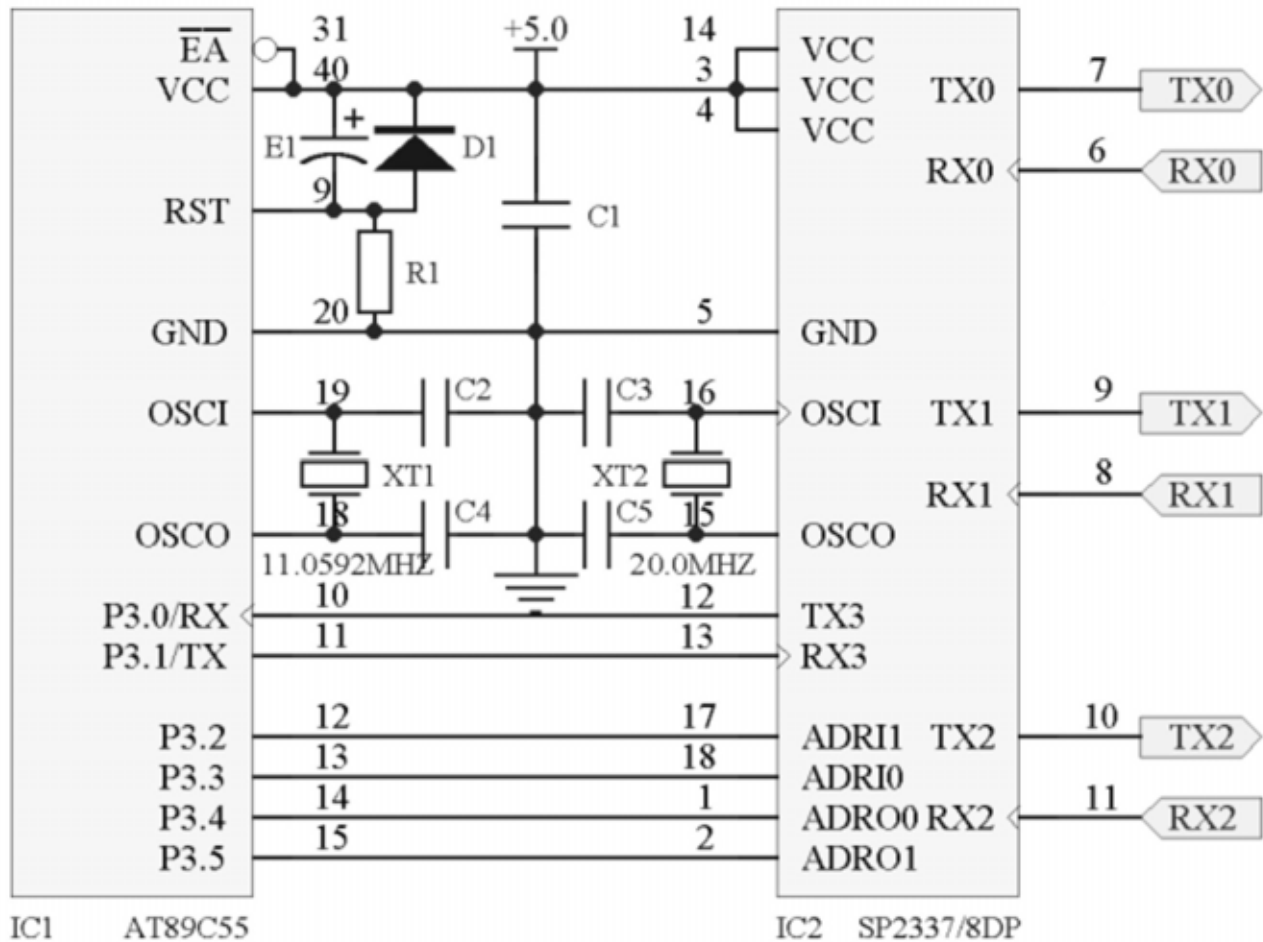 31 +5.0 14
EA VCC
40 3 7
VCC VCC TX0 TX0
4
E1 + D1 VCC
6
RX0 RX0
9
RST C1
R1
20 5
GND GND
19 C2 C3 16 9
OSCI OSCI TX1 TX1
XT1 XT2 8
RX1 RX1
18 C4 C5 15
OSCO OSCO
11.0592MHZ 20.0MHZ
10 12
P3.0/RX TX3
11 13
P3.1/TX RX3
12 17 10
P3.2 ADRI1 TX2 TX2
13 18
P3.3 ADRI0
14 1 11
P3.4 ADRO0 RX2 RX2
15 2
P3.5 ADRO1
IC1 AT89C55 IC2 SP2337/8DP